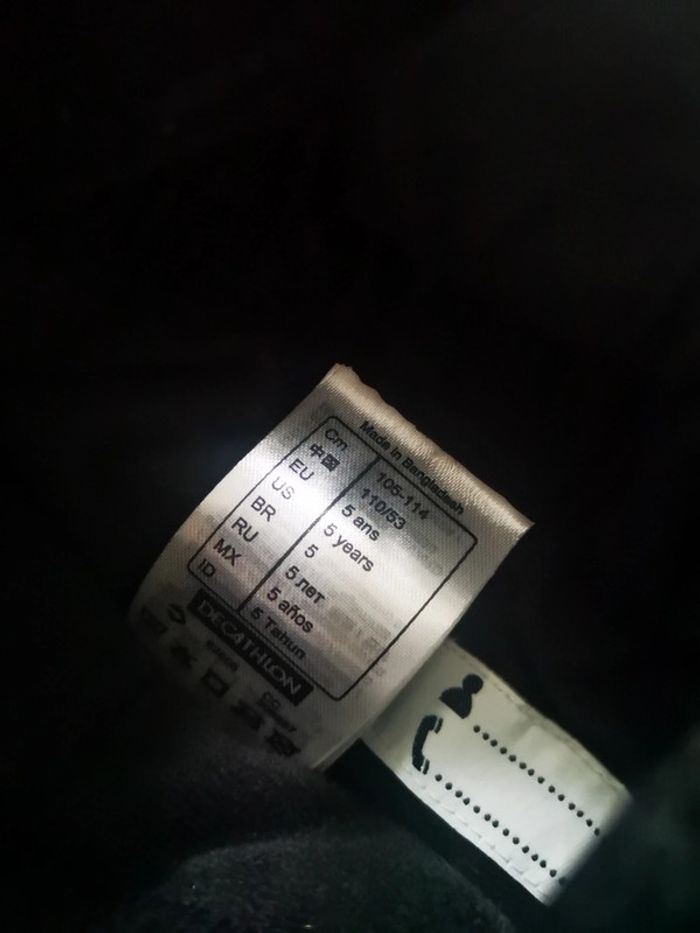 Made in Bangladesh
Cm 105-114
中国 110/53
EU 5 ans
US 5 years
BR 5
RU 5 лет
MX 5 años
ID 5 Tahun
DECATHLON